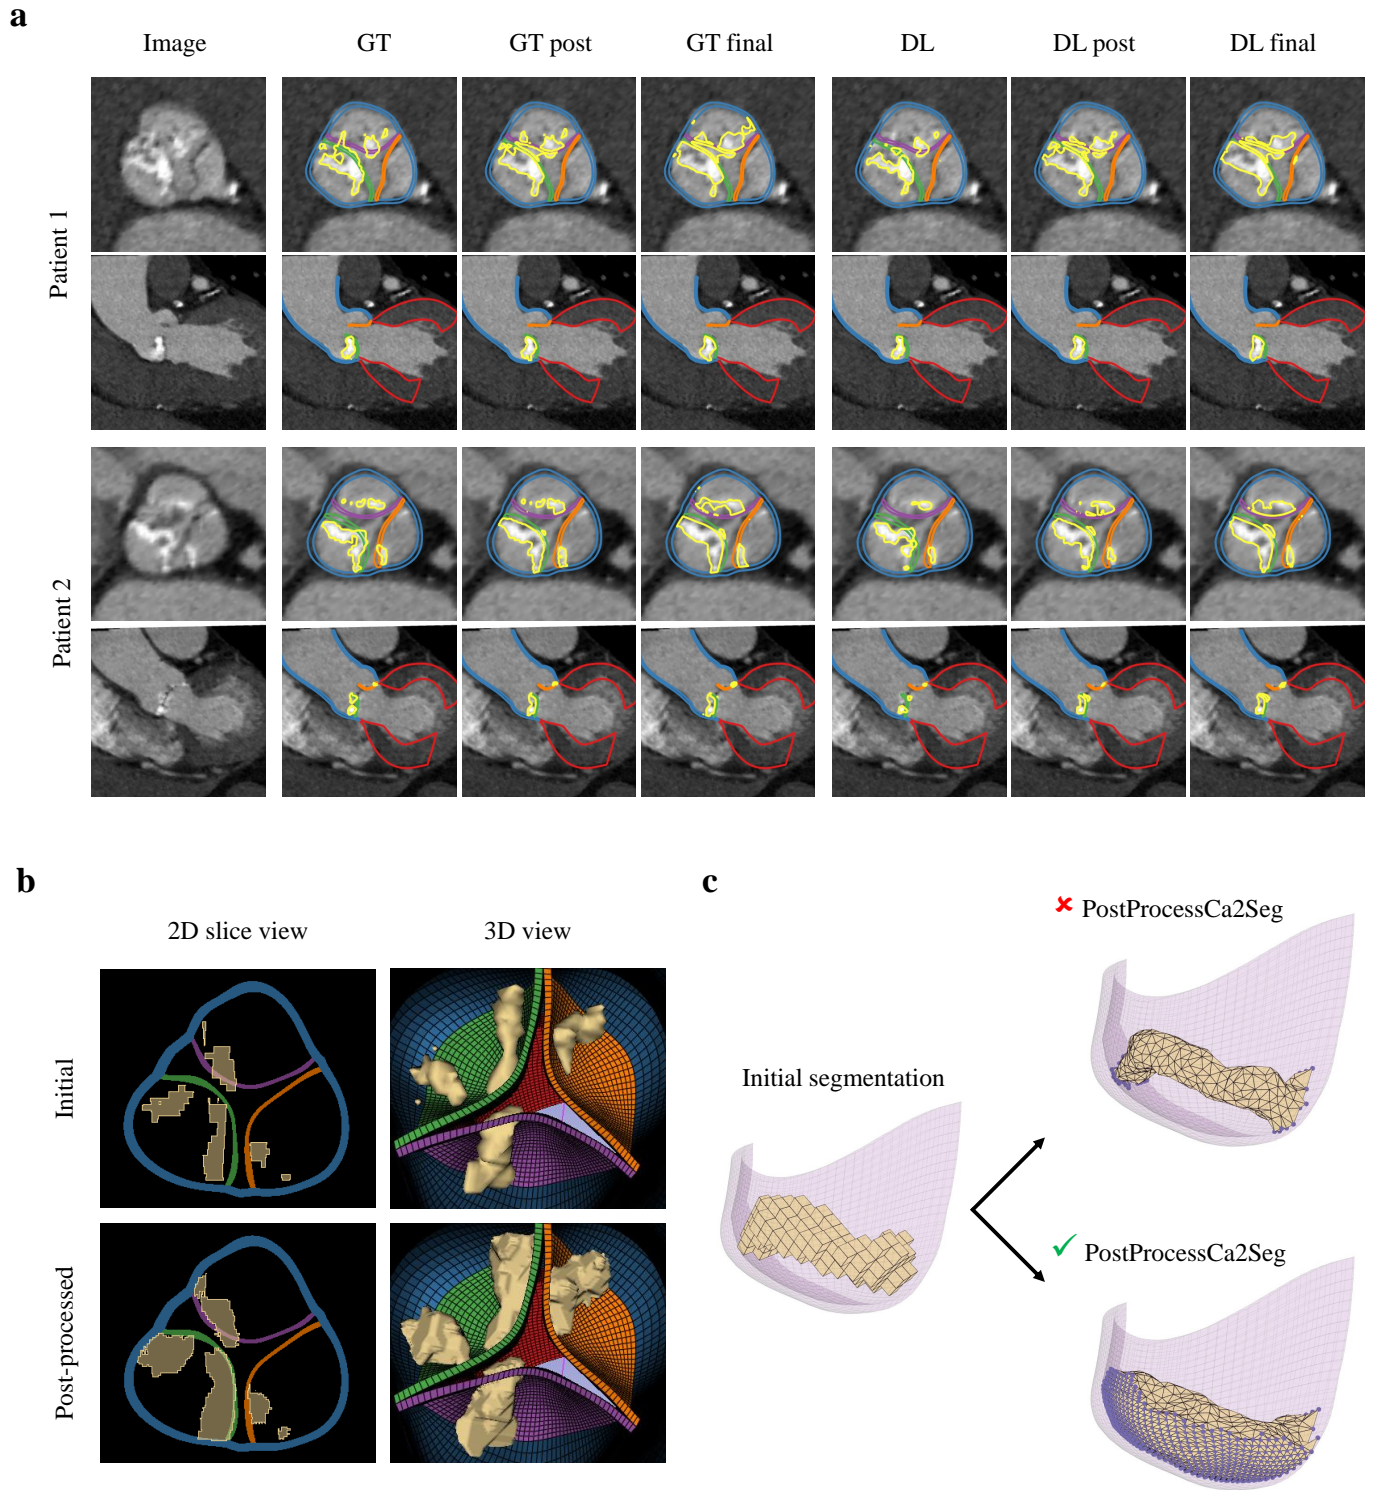 a
Image GT GT post GT final DL DL post DL final
Patient 1
Patient 2
b
c
2D slice view 3D view
Initial
Post-processed
Initial segmentation
✘ PostProcessCa2Seg
✓ PostProcessCa2Seg